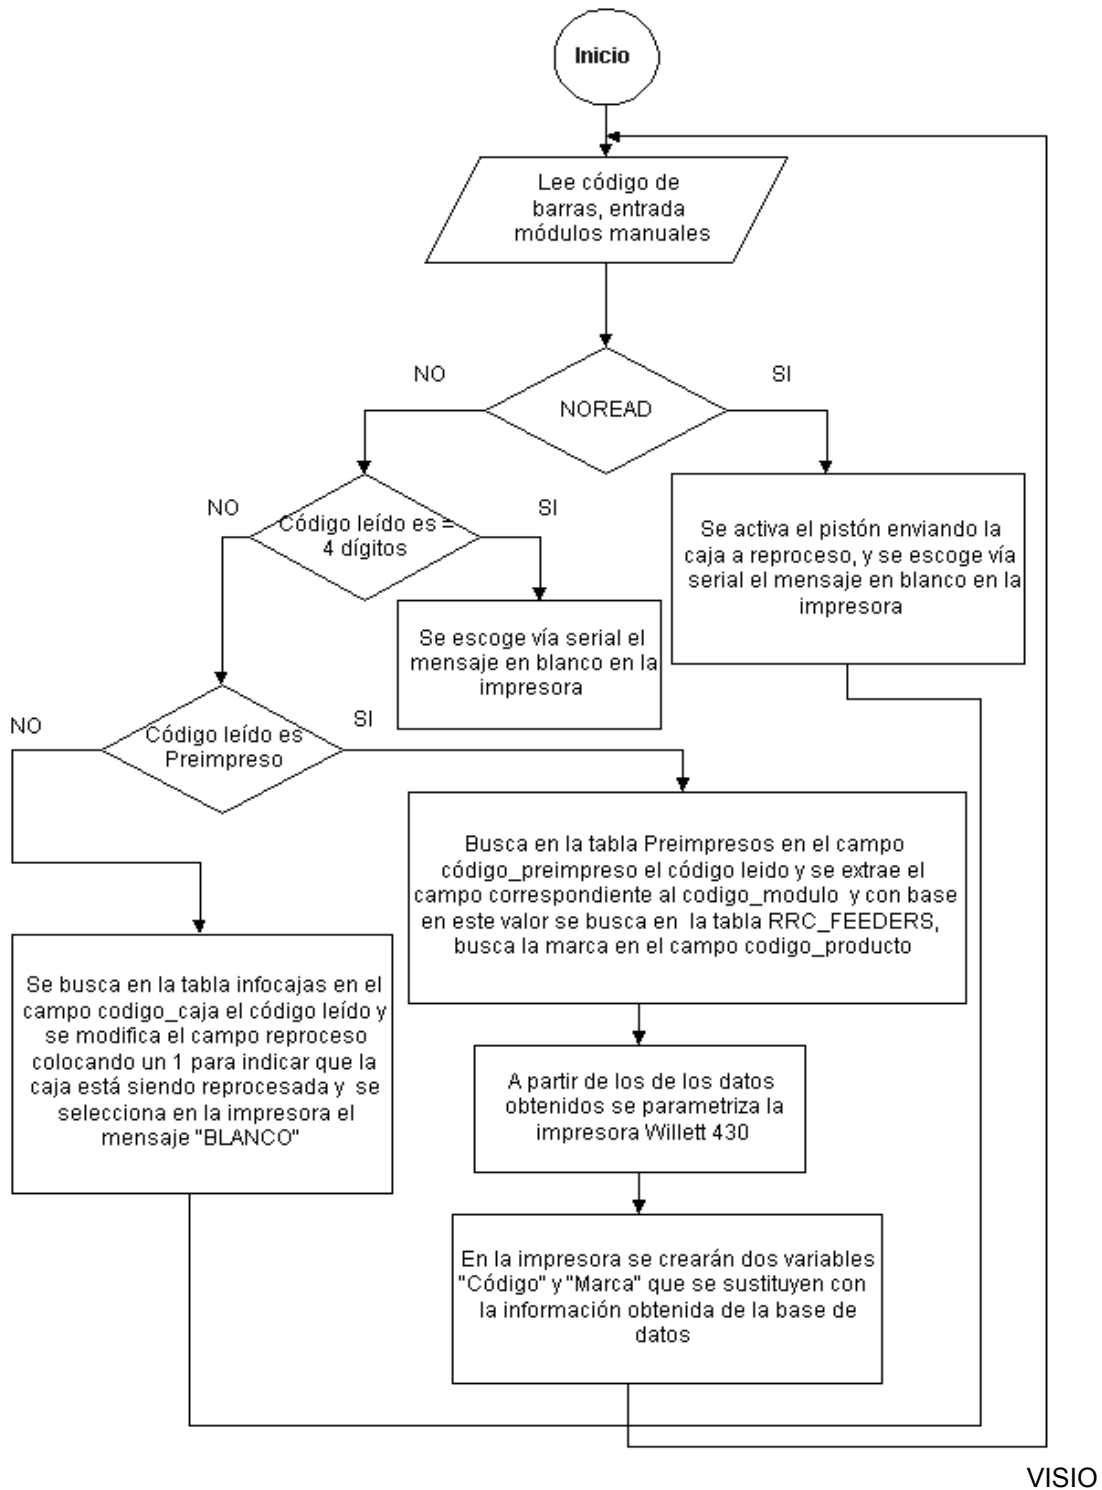 Inicio
Lee código de
barras, entrada
módulos manuales
NO
SI
NOREAD
NO
SI
Código leído es =
4 dígitos
Se activa el pistón enviando la
caja a reproceso, y se escoge vía
serial el mensaje en blanco en la
impresora
Se escoge vía serial el
mensaje en blanco en la
impresora
NO
SI
Código leído es
Preimpreso
Busca en la tabla Preimpresos en el campo
código_preimpreso el código leido y se extrae el
campo correspondiente al codigo_modulo y con base
en este valor se busca en la tabla RRC_FEEDERS,
busca la marca en el campo codigo_producto
Se busca en la tabla infocajas en el
campo codigo_caja el código leído y
se modifica el campo reproceso
colocando un 1 para indicar que la
caja está siendo reprocesada y se
selecciona en la impresora el
mensaje "BLANCO"
A partir de los de los datos
obtenidos se parametriza la
impresora Willett 430
En la impresora se crearán dos variables
"Código" y "Marca" que se sustituyen con
la información obtenida de la base de
datos
VISIO